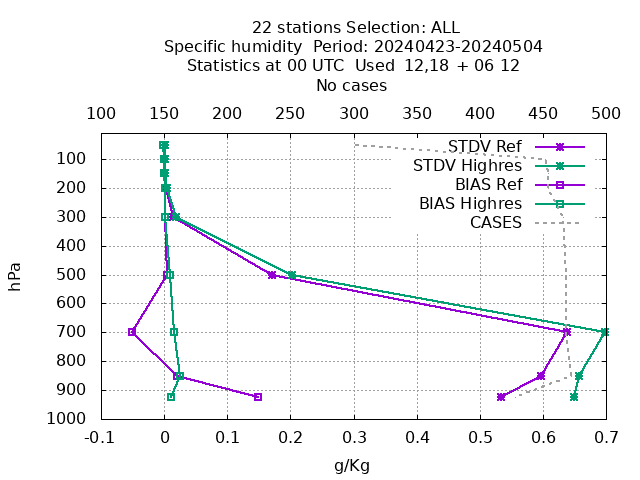 22 stations Selection: ALL
Specific humidity  Period: 20240423-20240504
Statistics at 00 UTC  Used  12,18 + 06 12
No cases
100 150 200 250 300 350 400 450 500
STDV Ref
STDV Highres
BIAS Ref
BIAS Highres
CASES
100
200
300
400
500
600
700
800
900
1000
hPa
-0.1 0 0.1 0.2 0.3 0.4 0.5 0.6 0.7
g/Kg